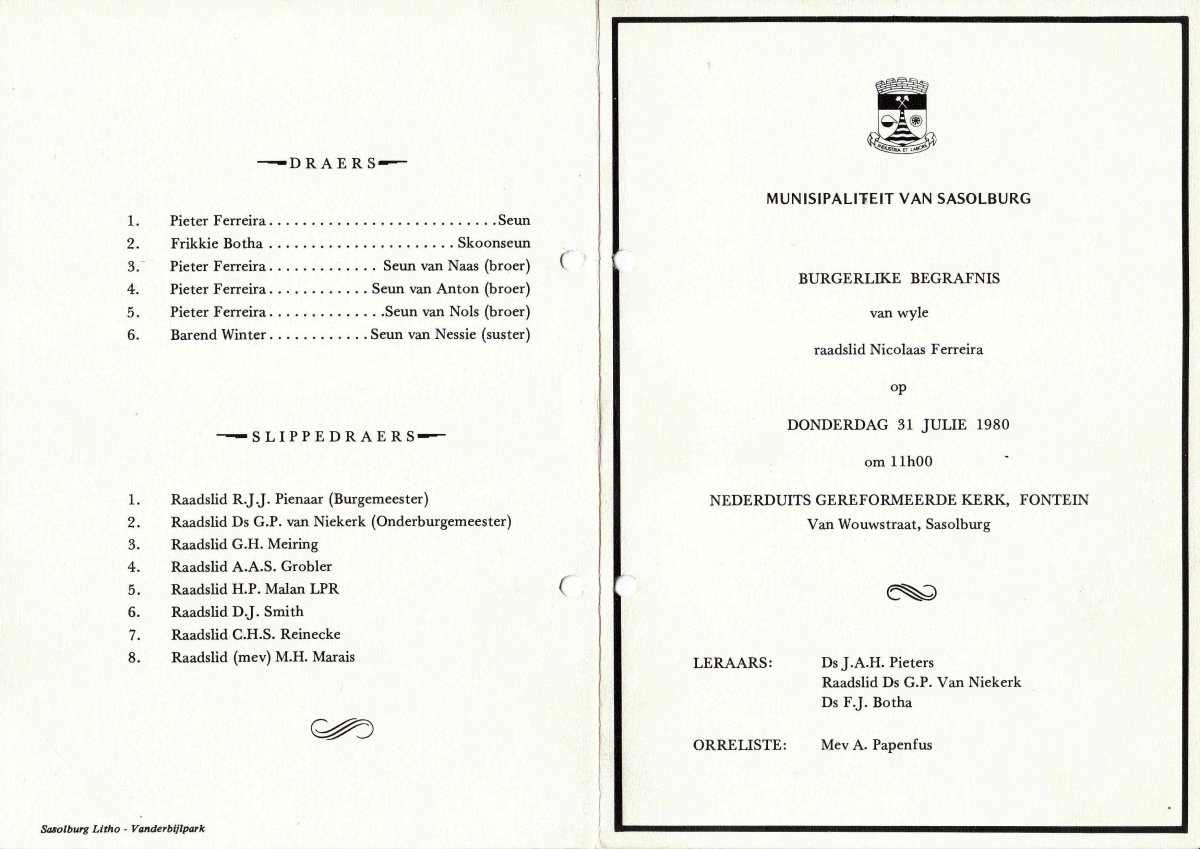 DRAERS
1. Pieter Ferreira...........................Seun
2. Frikkie Botha ...................... Skoonseun
3. Pieter Ferreira............. Seun van Naas (broer)
4. Pieter Ferreira............ Seun van Anton (broer)
5. Pieter Ferreira..............Seun van Nols (broer)
6. Barend Winter............ Seun van Nessie (suster)
SLIPPEDRAERS
1. Raadslid R.J.J. Pienaar (Burgemeester)
2. Raadslid Ds G.P. van Niekerk (Onderburgemeester)
3. Raadslid G.H. Meiring
4. Raadslid A.A.S. Grobler
5. Raadslid H.P. Malan LPR
6. Raadslid D.J. Smith
7. Raadslid C.H.S. Reinecke
8. Raadslid (mev) M.H. Marais
Sasolburg Litho - Vanderbijlpark
INDUSTRIA ET LABORE
MUNISIPALITEIT VAN SASOLBURG
BURGERLIKE BEGRAFNIS
van wyle
raadslid Nicolaas Ferreira
op
DONDERDAG 31 JULIE 1980
om 11h00
NEDERDUITS GEREFORMEERDE KERK, FONTEIN
Van Wouwstraat, Sasolburg
LERAARS: Ds J.A.H. Pieters
Raadslid Ds G.P. Van Niekerk
Ds F.J. Botha
ORRELISTE: Mev A. Papenfus